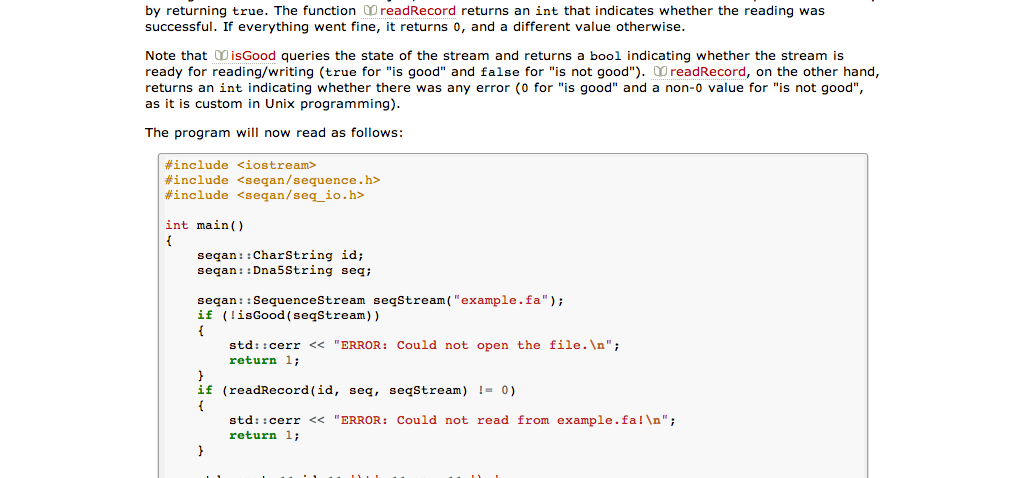 by returning true. The function readRecord returns an int that indicates whether the reading was
successful. If everything went fine, it returns 0, and a different value otherwise.
Note that isGood queries the state of the stream and returns a bool indicating whether the stream is
ready for reading/writing (true for "is good" and false for "is not good"). readRecord, on the other hand,
returns an int indicating whether there was any error (0 for "is good" and a non-0 value for "is not good",
as it is custom in Unix programming).
The program will now read as follows:
#include <iostream>
#include <seqan/sequence.h>
#include <seqan/seq_io.h>
int main()
{
    seqan::CharString id;
    seqan::Dna5String seq;
    seqan::SequenceStream seqStream("example.fa");
    if (!isGood(seqStream))
    {
        std::cerr << "ERROR: Could not open the file.\n";
        return 1;
    }
    if (readRecord(id, seq, seqStream) != 0)
    {
        std::cerr << "ERROR: Could not read from example.fa!\n";
        return 1;
    }